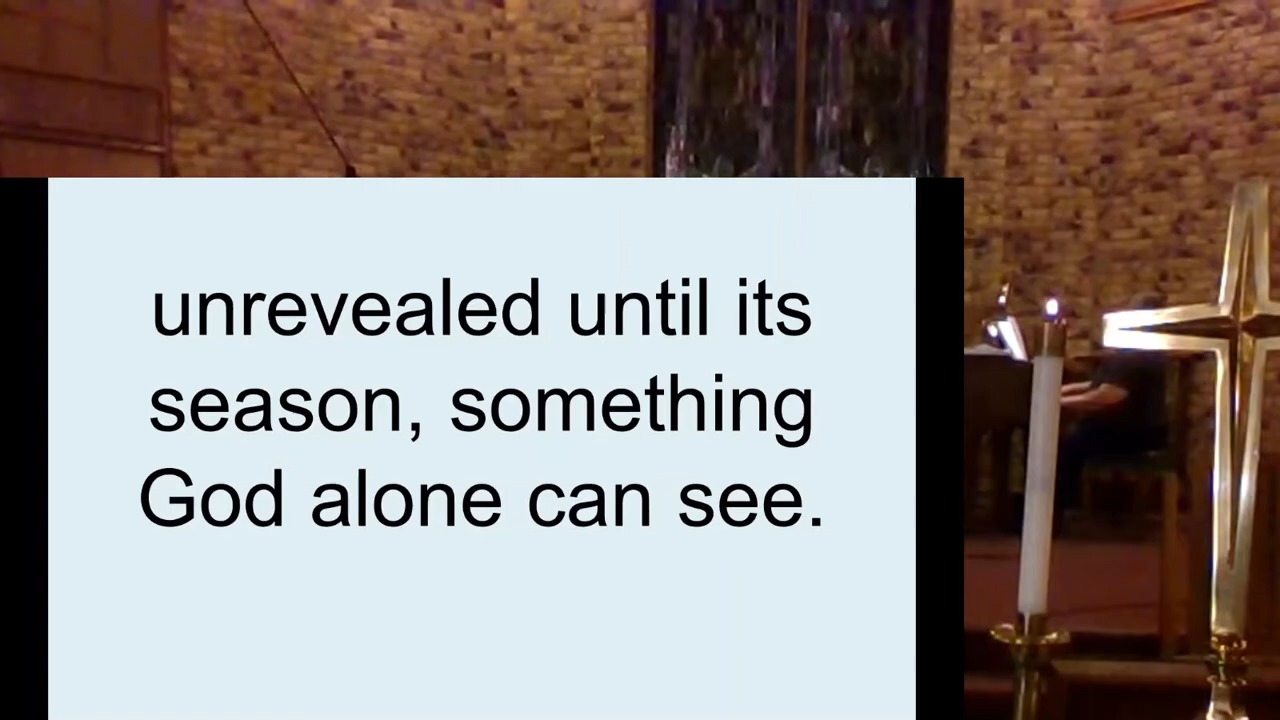 unrevealed until its
season, something
God alone can see.